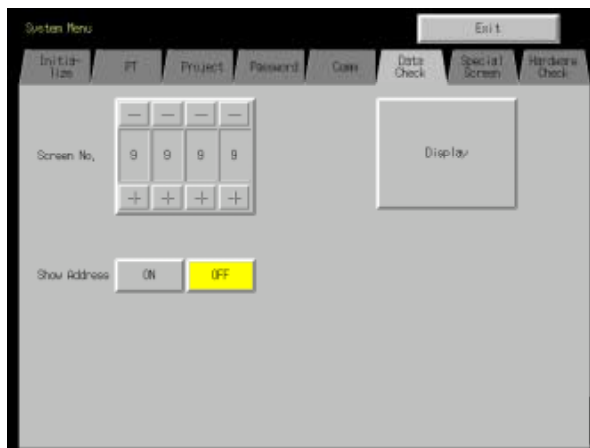 System Menu
Exit
Initia-
lize
PT
Project
Password
Comm
Data
Check
Special
Screen
Hardware
Check
－ － － －
Screen No.
9 9 9 9
Display
＋ ＋ ＋ ＋
Show Address
ON
OFF